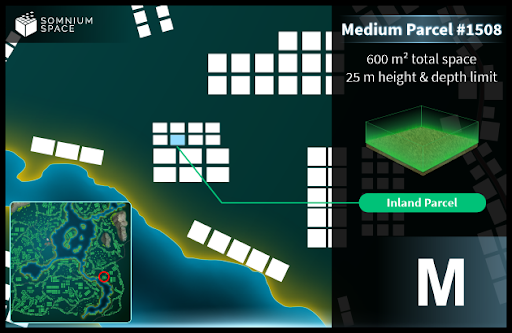 SOMNIUM
SPACE
Medium Parcel #1508
600 m² total space
25 m height & depth limit
Inland Parcel
M